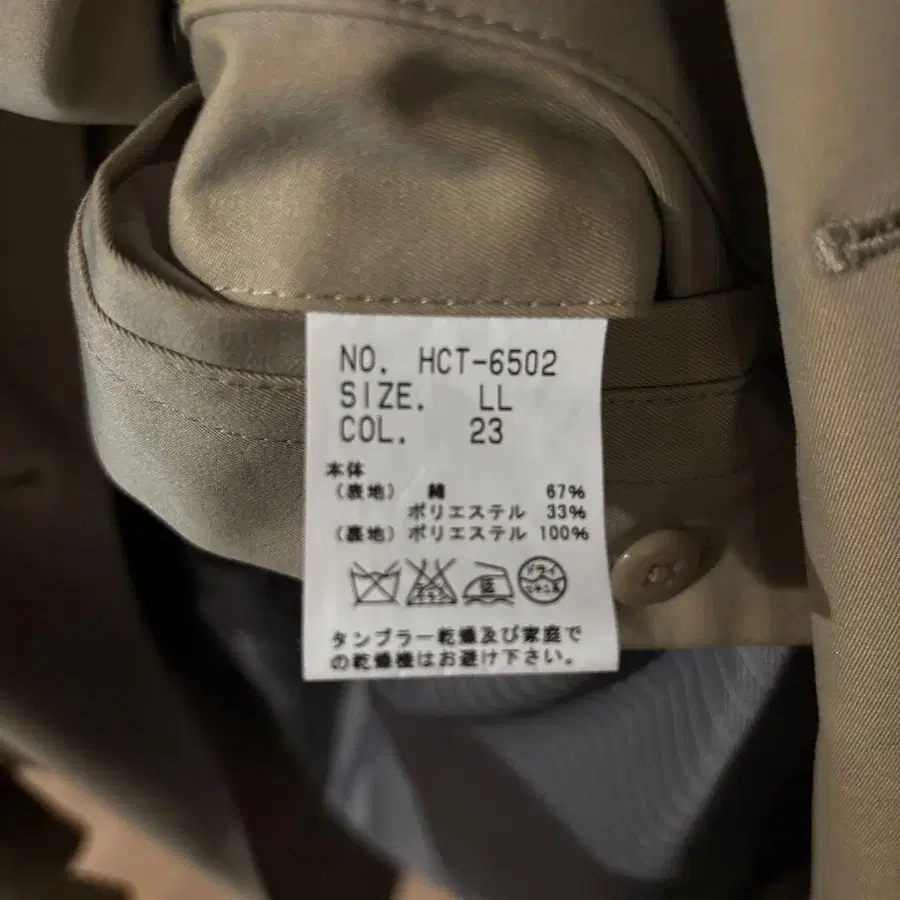 NO. HCT-6502
SIZE. LL
COL. 23
本体
(表地) 綿 67%
ポリエステル 33%
(裏地) ポリエステル 100%
ドライ
タンブラー乾燥及び家庭で
の乾燥機はお避け下さい。